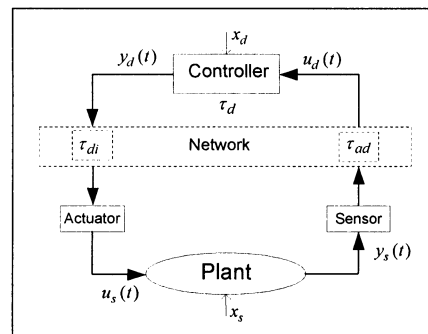 x_d
y_d(t)
u_d(t)
Controller
τ_d
τ_di
Network
τ_ad
Actuator
Sensor
Plant
y_s(t)
u_s(t)
x_s